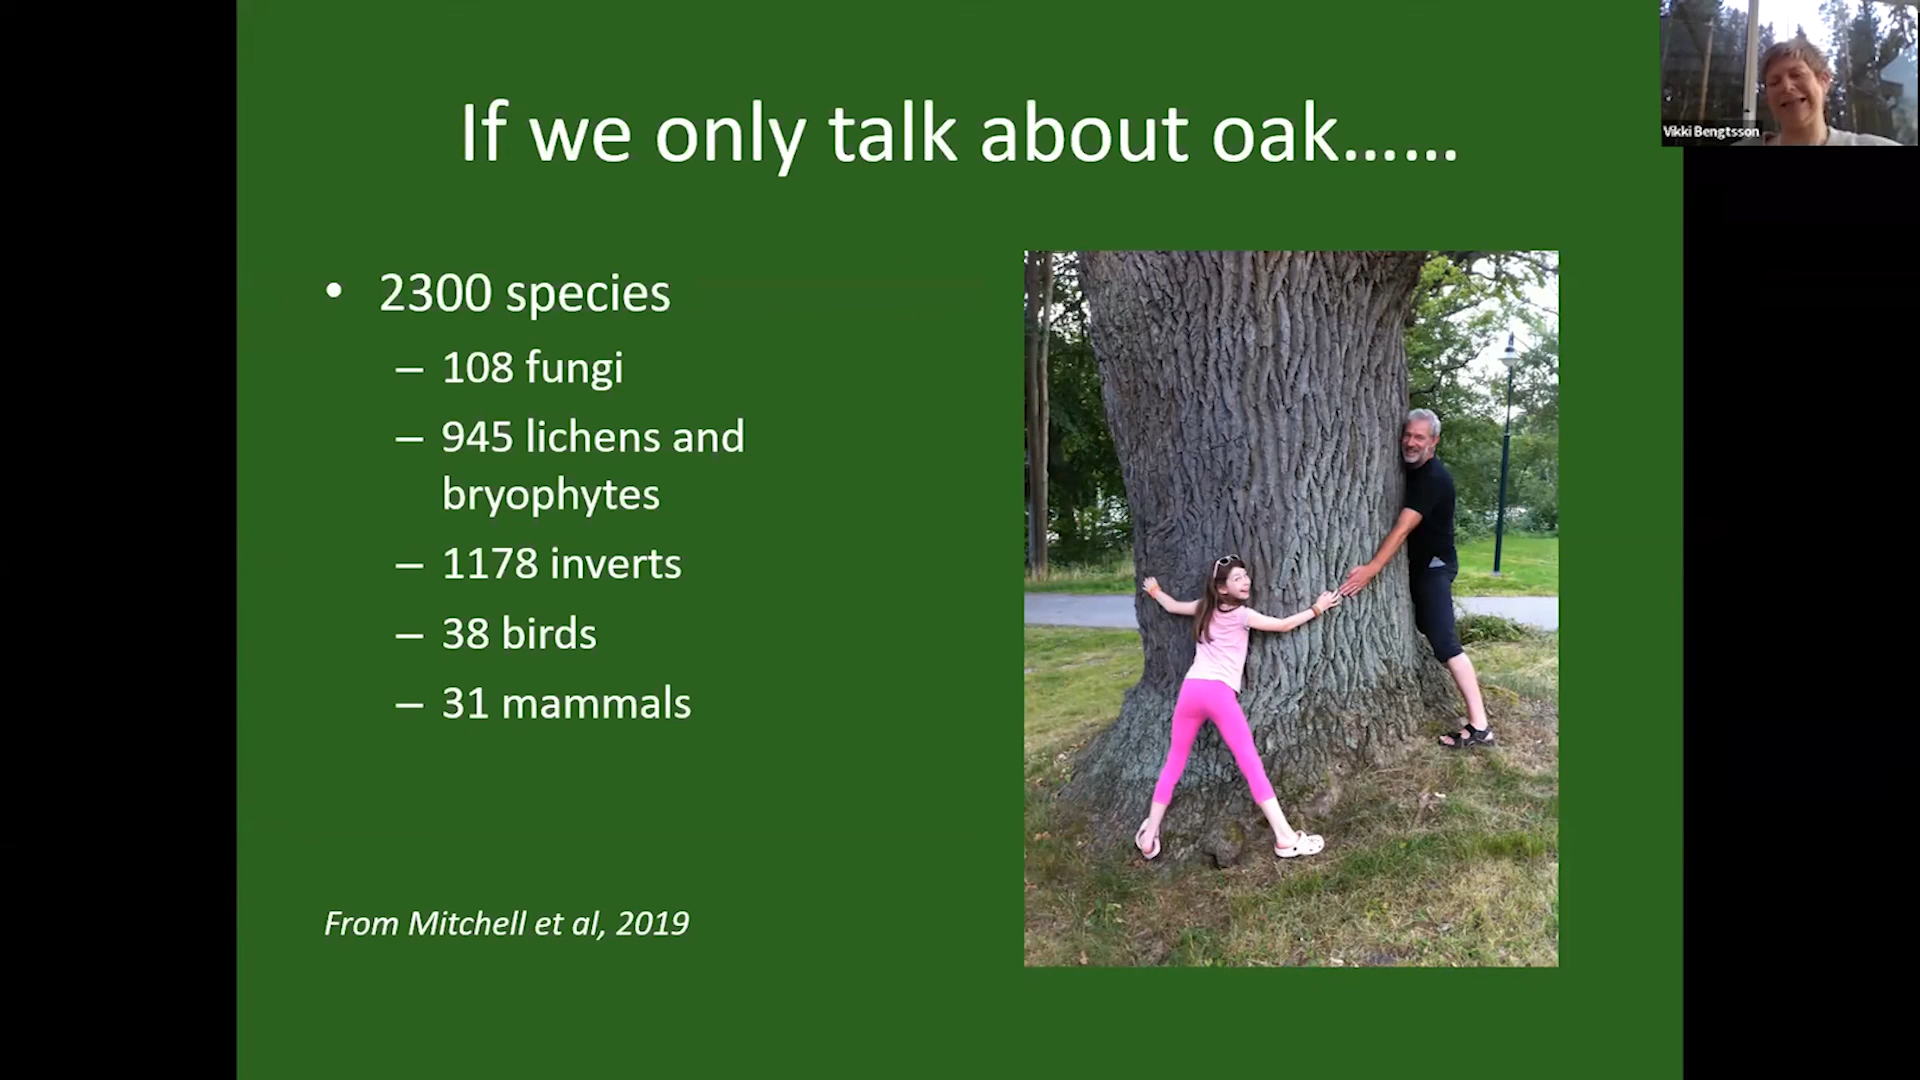 If we only talk about oak......
• 2300 species
– 108 fungi
– 945 lichens and
bryophytes
– 1178 inverts
– 38 birds
– 31 mammals
From Mitchell et al, 2019
Vikki Bengtsson